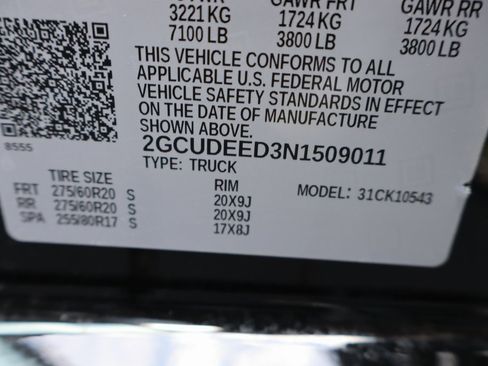 GAWR FRT GAWR RR
3221 KG 1724 KG 1724 KG
7100 LB 3800 LB 3800 LB
THIS VEHICLE CONFORMS TO ALL
APPLICABLE U.S. FEDERAL MOTOR
VEHICLE SAFETY STANDARDS IN EFFECT
ON THE DATE OF MANUFACTURE
SHOWN ABOVE.
8555
2GCUDEED3N1509011
TYPE: TRUCK
TIRE SIZE RIM MODEL: 31CK10543
FRT 275/60R20 S 20X9J
RR 275/60R20 S 20X9J
SPA 255/80R17 S 17X8J